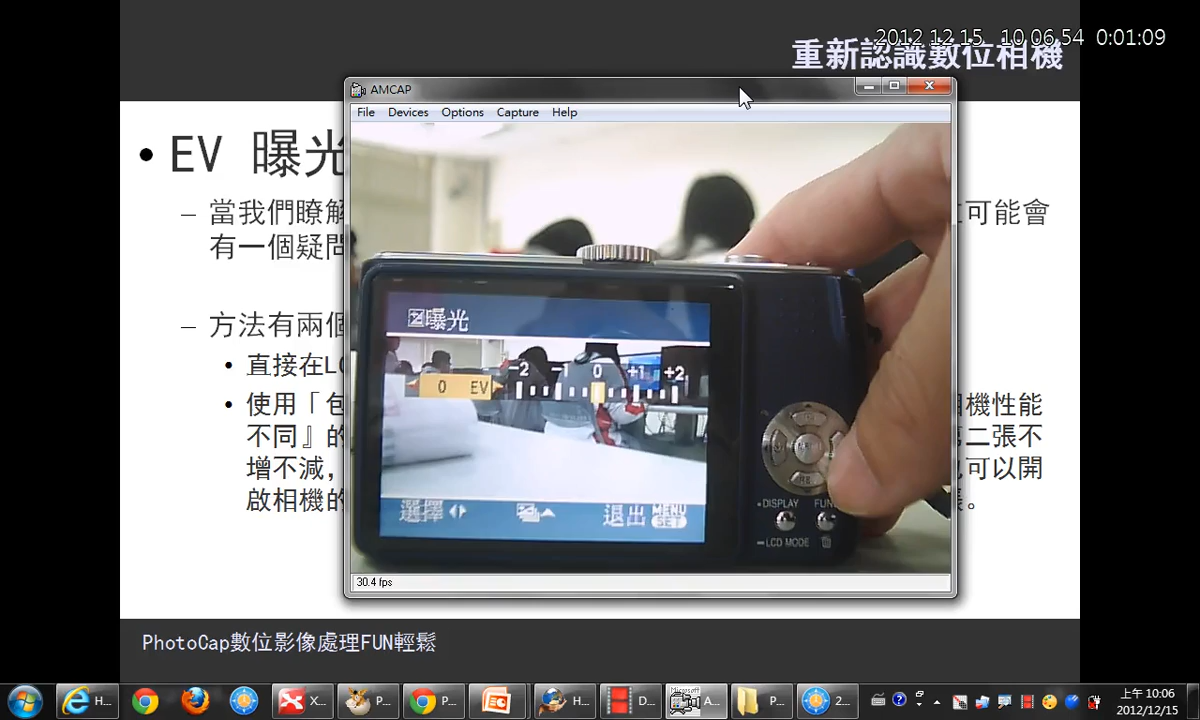 2012 12 15 10 06 54 0:01:09
重新認識數位相機
AMCAP
File Devices Options Capture Help
• EV 曝光
– 當我們瞭解
可能會
有一個疑問
– 方法有兩個
• 直接在LC
• 使用「包
相機性能
不同』的
第二張不
增不減,
也可以開
啟相機的
張。
曝光
-2 -1 0 +1 +2
0 EV
選擇
退出 MENU SET
DISPLAY FUN
LCD MODE
30.4 fps
PhotoCap數位影像處理FUN輕鬆
H... X... P... P... H... D... A... P... 2...
上午 10:06
2012/12/15